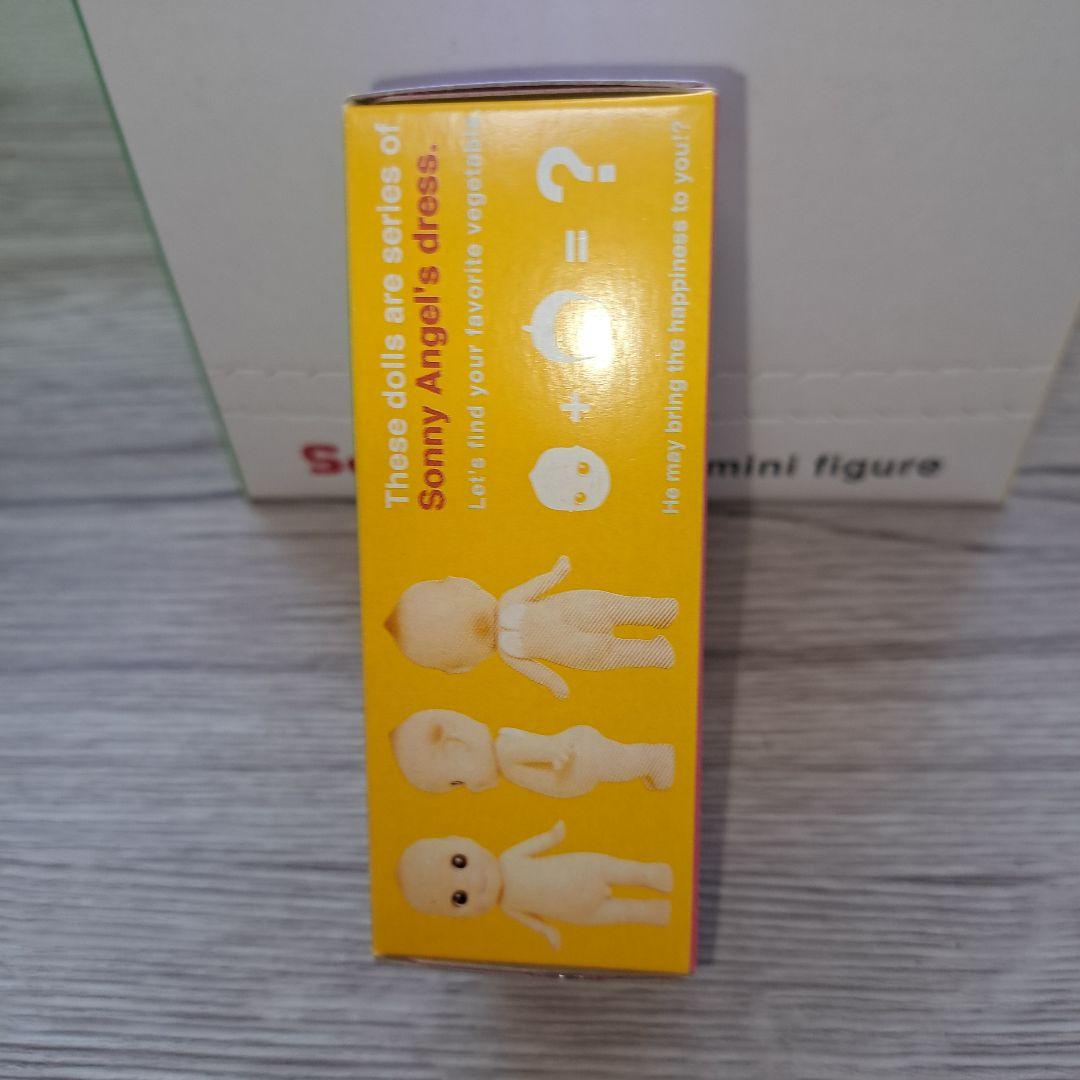 These dolls are series of
Sonny Angel's dress.
Let's find your favorite vegetable.
+ = ?
He may bring the happiness to you!?
mini figure